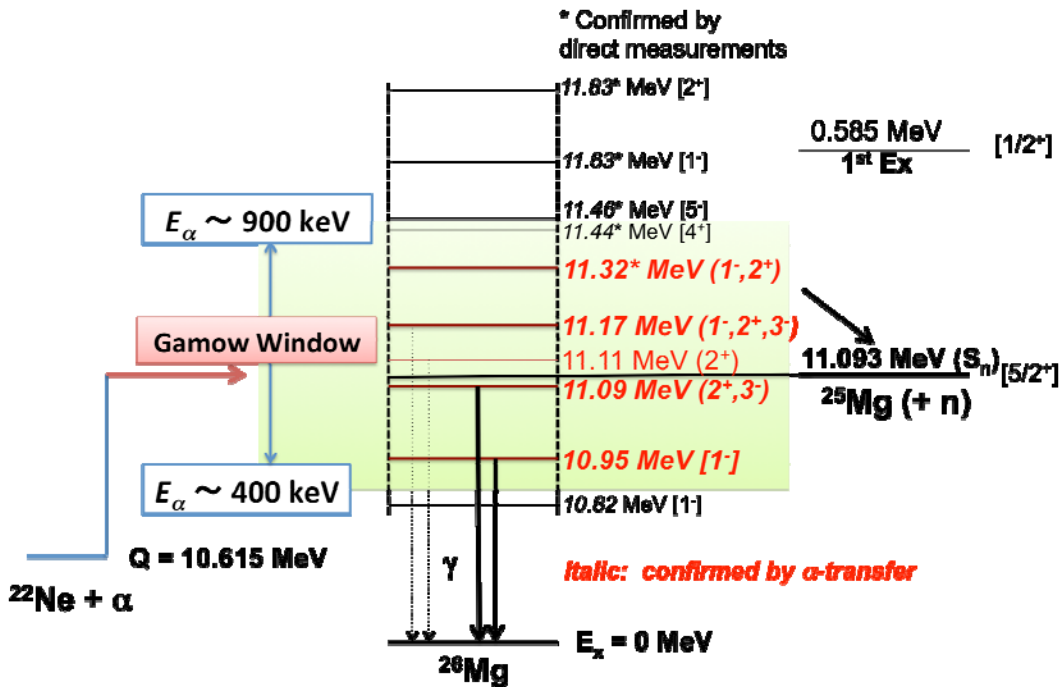 * Confirmed by
direct measurements
11.83* MeV [2⁺]
0.585 MeV
1ˢᵗ Ex
[1/2⁺]
11.63* MeV [1⁻]
Eα ~ 900 keV
11.46* MeV [5⁻]
11.44* MeV [4⁺]
11.32* MeV (1⁻,2⁺)
Gamow Window
11.17 MeV (1⁻,2⁺,3⁻)
11.11 MeV (2⁺)
11.093 MeV (Sₙ)
[5/2⁺]
11.09 MeV (2⁺,3⁻)
²⁵Mg (+ n)
10.95 MeV [1⁻]
Eα ~ 400 keV
10.82 MeV [1⁻]
Q = 10.615 MeV
γ
Italic: confirmed by α-transfer
²²Ne + α
Eₓ = 0 MeV
²⁶Mg